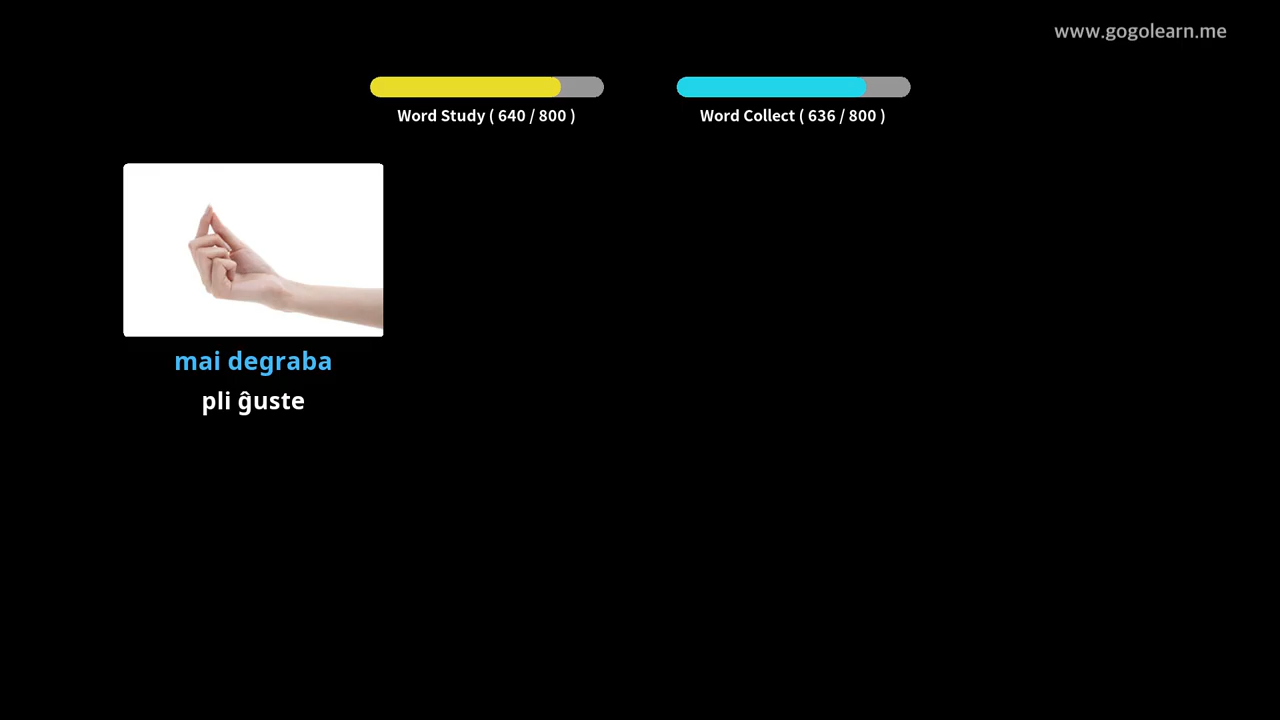 www.gogolearn.me
Word Study ( 640 / 800 )
Word Collect ( 636 / 800 )
mai degraba
pli ĝuste